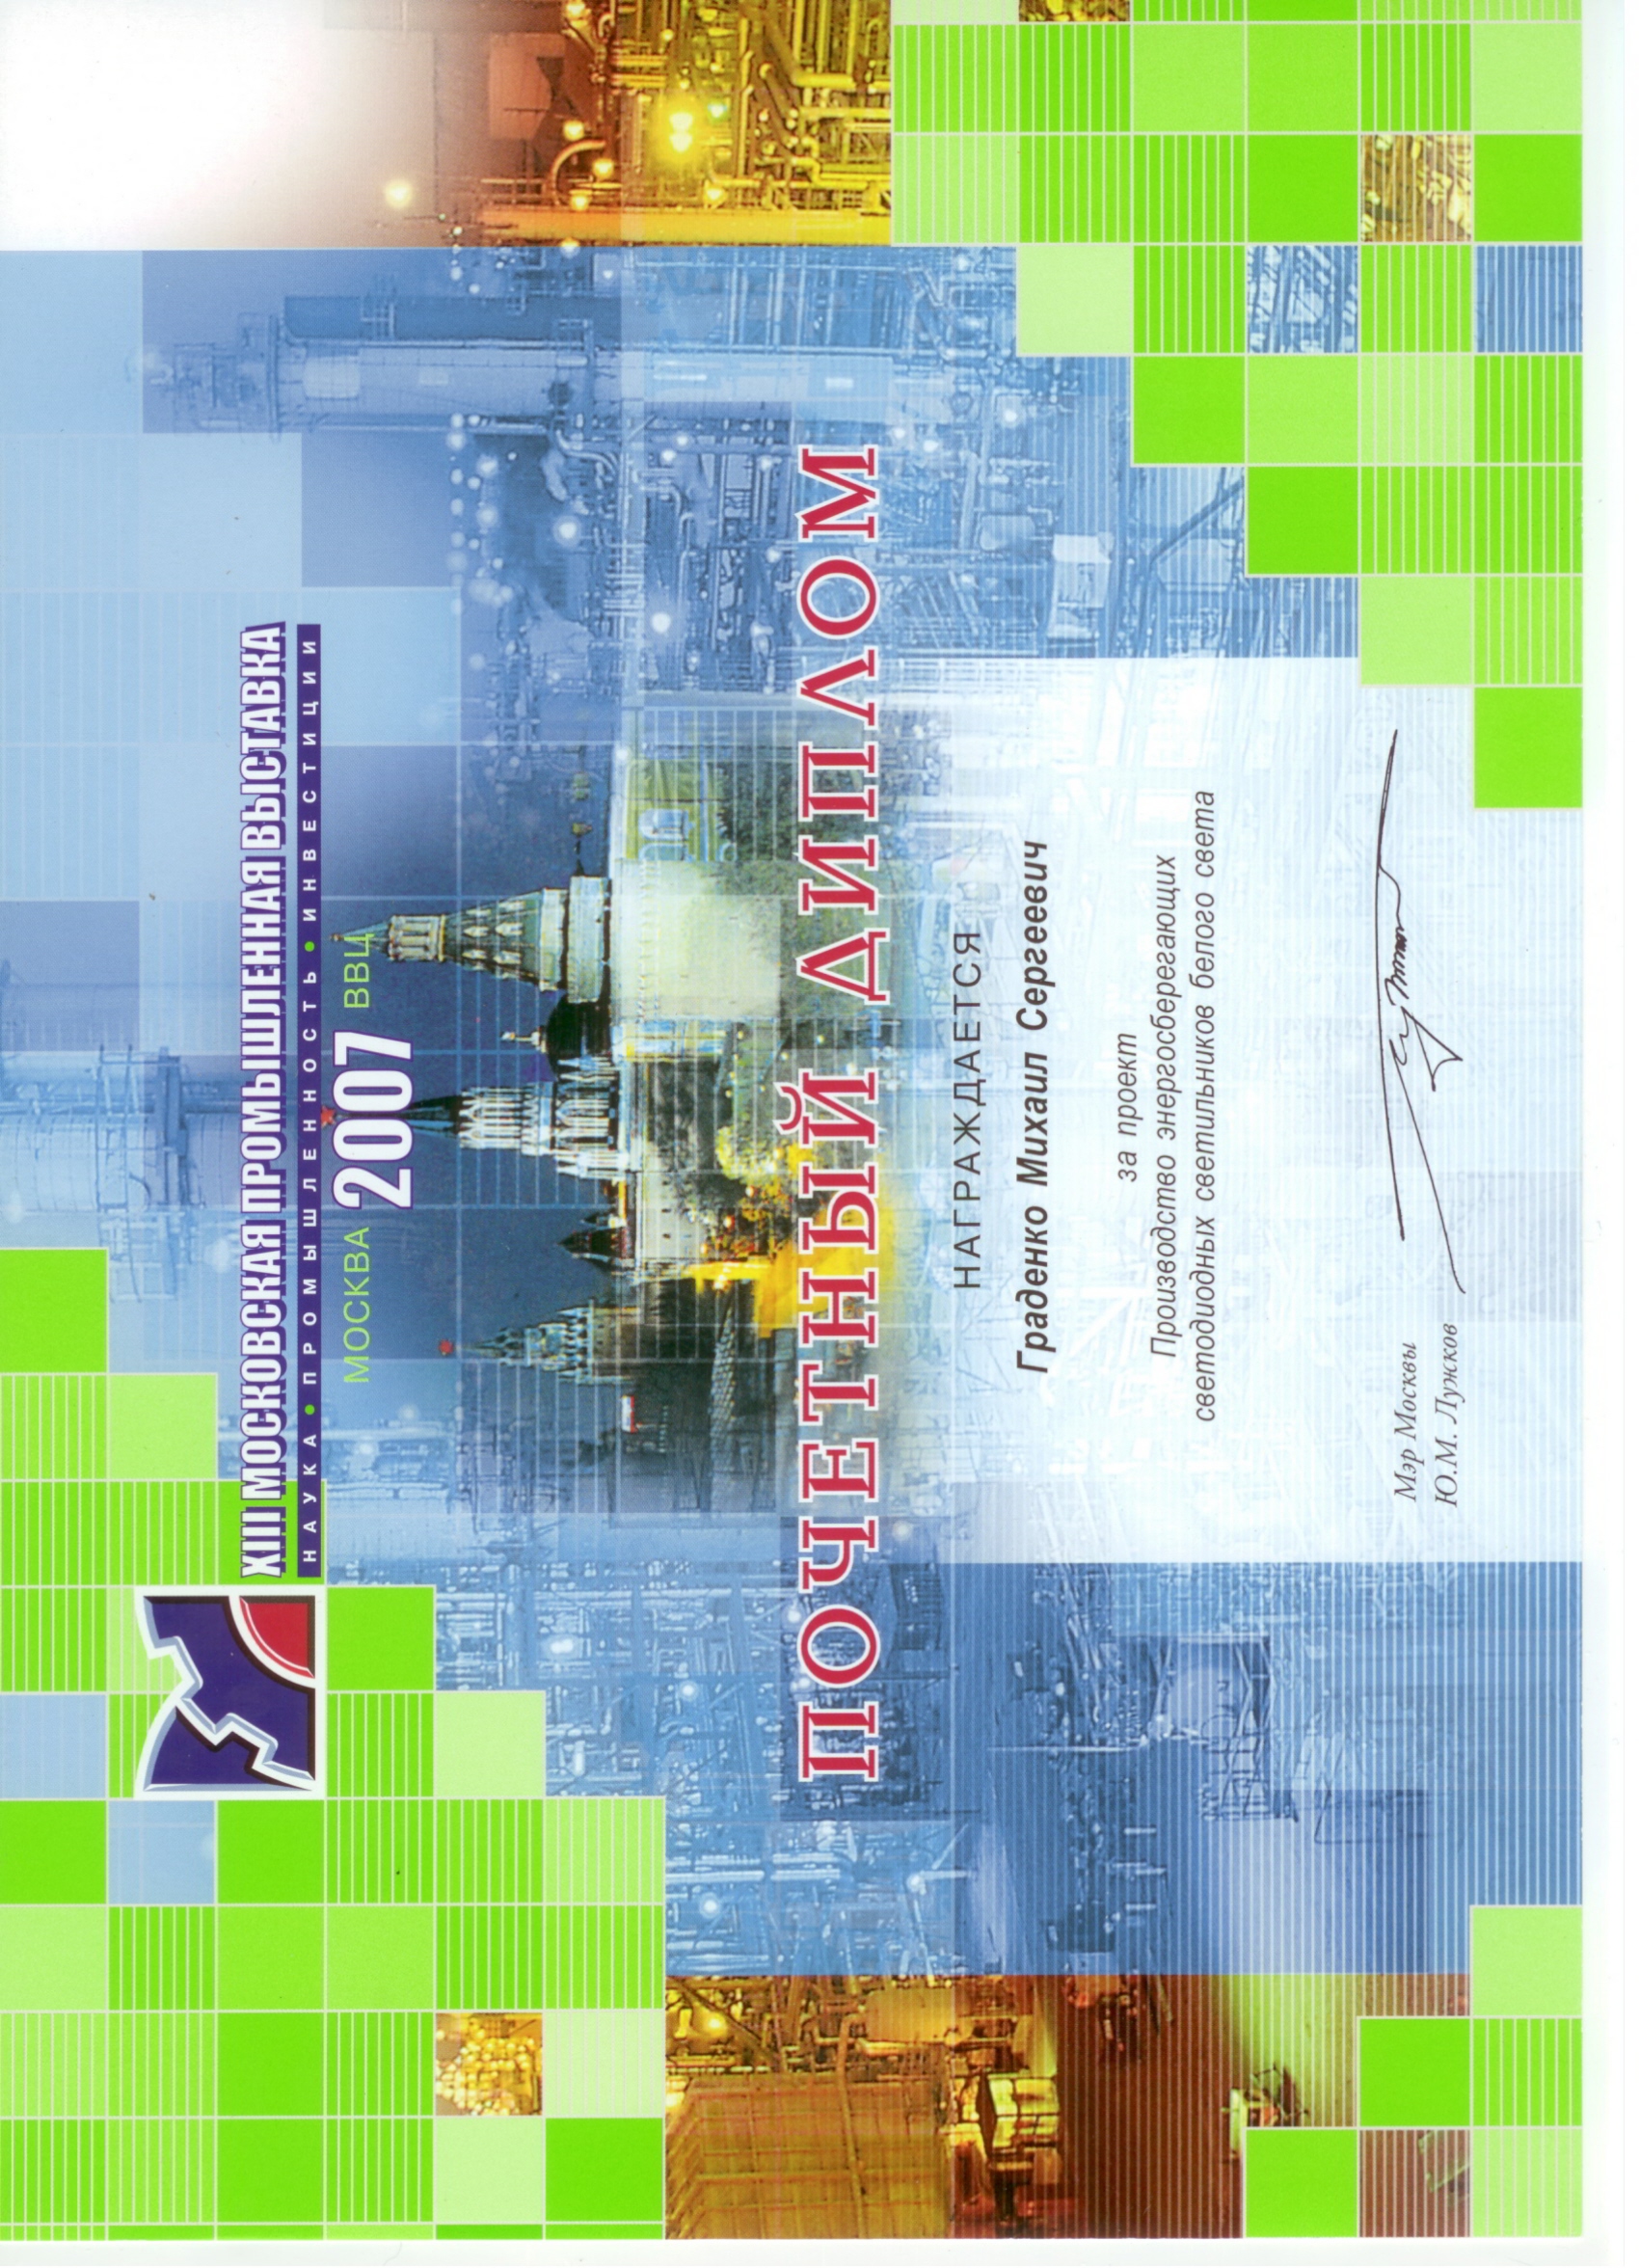 XIII МОСКОВСКАЯ ПРОМЫШЛЕННАЯ ВЫСТАВКА
НАУКА • ПРОМЫШЛЕННОСТЬ • ИНВЕСТИЦИИ
МОСКВА 2007 ВВЦ
ПОЧЕТНЫЙ ДИПЛОМ
НАГРАЖДАЕТСЯ
Граденко Михаил Сергеевич
за проект
Производство энергосберегающих
светодиодных светильников белого света
Мэр Москвы
Ю.М. Лужков